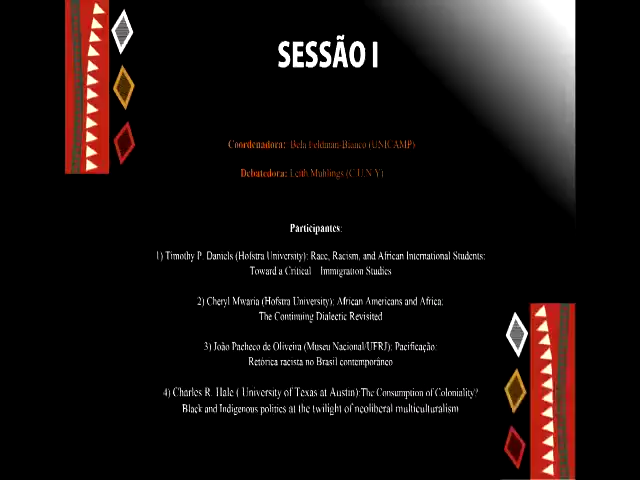 SESSÃO I
Coordenadora: Bela Feldman-Bianco (UNICAMP)
Debatedora: Leith Mullings (C.U.N.Y)
Participantes:
1) Timothy P. Daniels (Hofstra University): Race, Racism, and African International Students:
Toward a Critical Immigration Studies
2) Cheryl Mwaria (Hofstra University): African Americans and Africa:
The Continuing Dialectic Revisited
3) João Pacheco de Oliveira (Museu Nacional/UFRJ): Pacificação:
Retórica racista no Brasil contemporâneo
4) Charles R. Hale ( University of Texas at Austin):The Consumption of Coloniality?
Black and Indigenous politics at the twilight of neoliberal multiculturalism